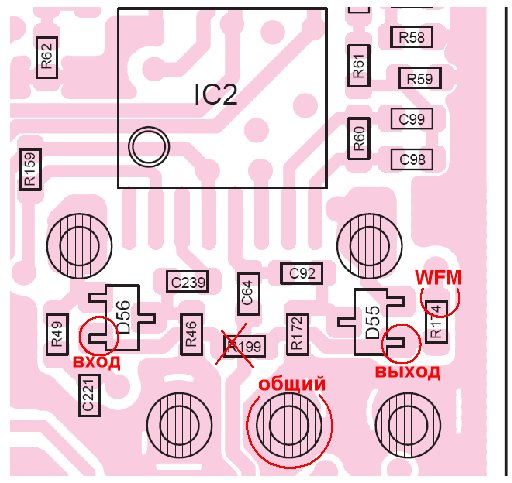 R58
R62
R61
R59
IC2
C99
R60
C98
R159
WFM
C92
C239
C64
D56
D55
R174
R49
R46
R172
R199
вход
выход
общий
C221